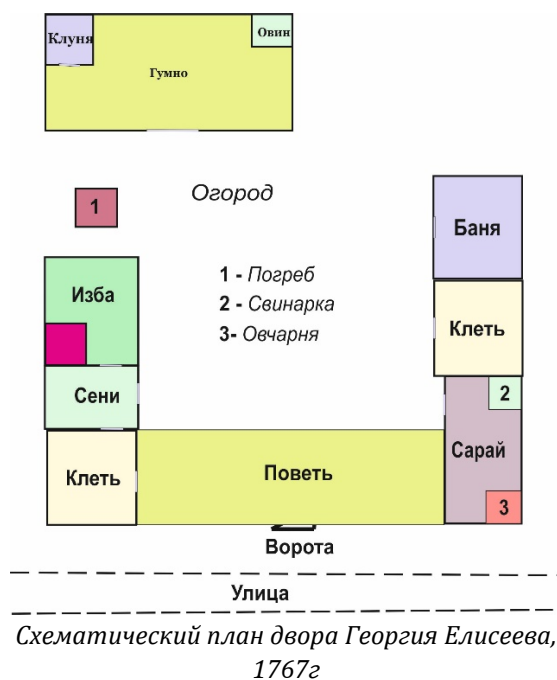 Клуня
Овин
Гумно
1
Огород
Баня
Изба
1 - Погреб
2 - Свинарка
3- Овчарня
Клеть
Сени
2
Клеть
Поветь
Сарай
3
Ворота
Улица
Схематический план двора Георгия Елисеева,
1767г